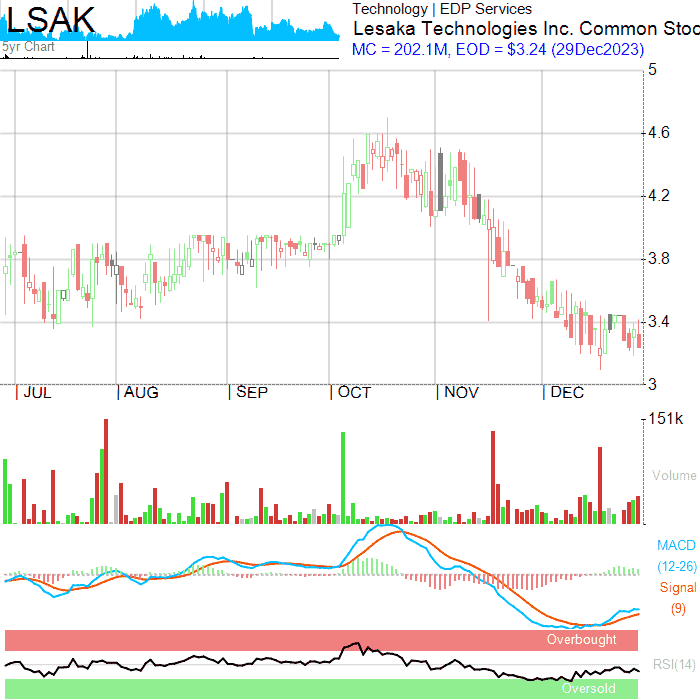 LSAK
5yr Chart
Technology | EDP Services
Lesaka Technologies Inc. Common Stoc
MC = 202.1M, EOD = $3.24 (29Dec2023)
5
4.6
4.2
3.8
3.4
3
JUL AUG SEP OCT NOV DEC
151k
Volume
MACD
(12-26)
Signal
(9)
Overbought
RSI(14)
Oversold